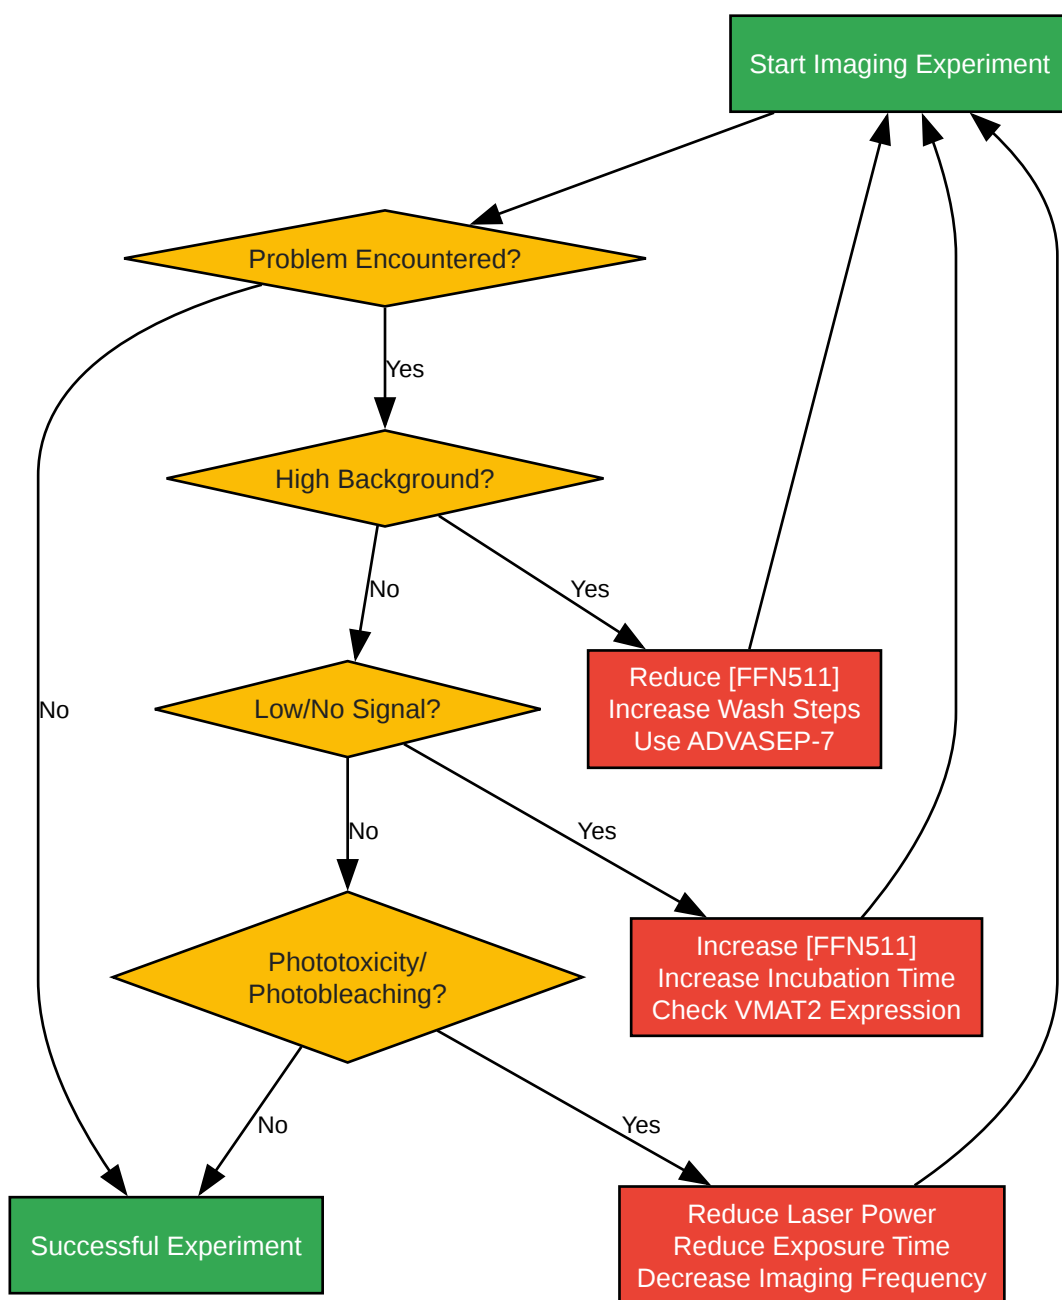 Start Imaging Experiment
Problem Encountered?
Yes
High Background?
No
Yes
Reduce [FFN511]
Increase Wash Steps
Use ADVASEP-7
Low/No Signal?
No
No
Yes
Increase [FFN511]
Increase Incubation Time
Check VMAT2 Expression
Phototoxicity/
Photobleaching?
No
Yes
Successful Experiment
Reduce Laser Power
Reduce Exposure Time
Decrease Imaging Frequency